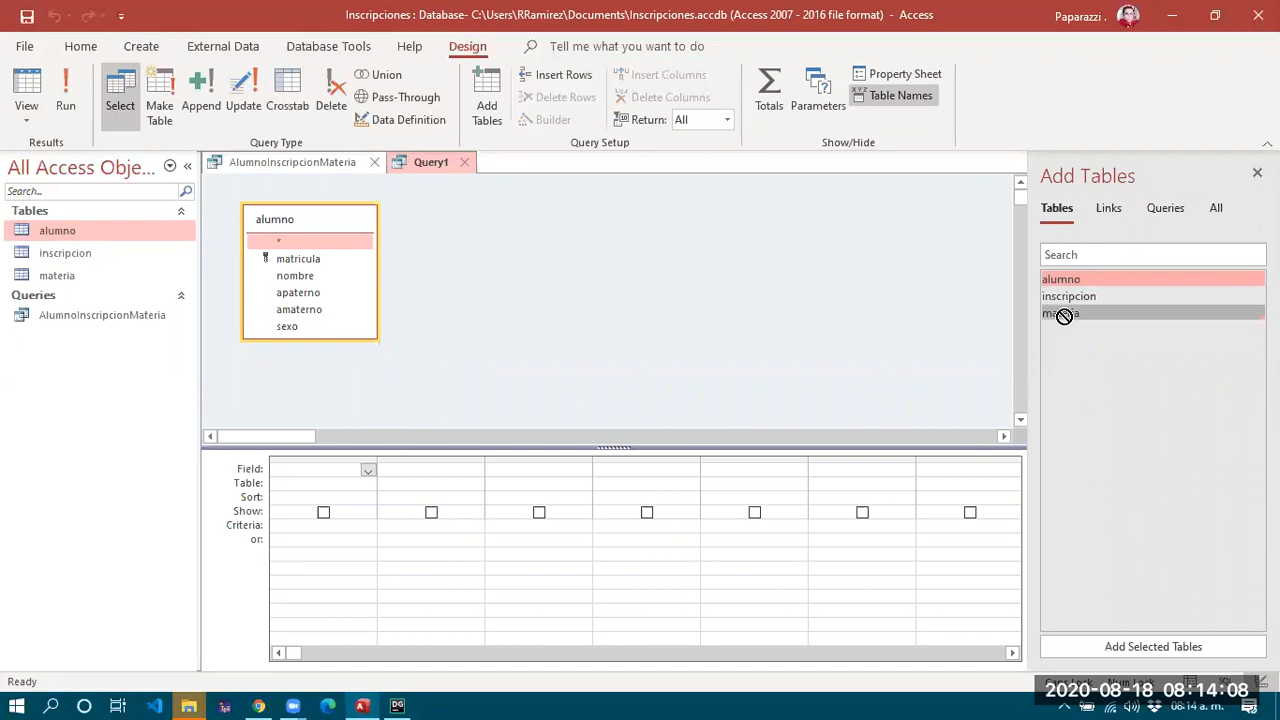 Inscripciones : Database- C:\Users\RRamirez\Documents\Inscripciones.accdb (Access 2007 - 2016 file format) - Access
Paparazzi .
File Home Create External Data Database Tools Help Design Tell me what you want to do
View
Run
Select
Make Table
Append
Update
Crosstab
Delete
Union
Pass-Through
Data Definition
Add Tables
Insert Rows
Delete Rows
Builder
Insert Columns
Delete Columns
Return: All
Totals
Parameters
Property Sheet
XYZ Table Names
Results
Query Type
Query Setup
Show/Hide
All Access Obje...
Search...
Tables
alumno
inscripcion
materia
Queries
AlumnoInscripcionMateria
AlumnoInscripcionMateria
Query1
alumno
*
matricula
nombre
apaterno
amaterno
sexo
Field:
Table:
Sort:
Show:
Criteria:
or:
Add Tables
Tables Links Queries All
Search
alumno
inscripcion
Add Selected Tables
Ready
2020-08-18 08:14:08
08:14 a. m.